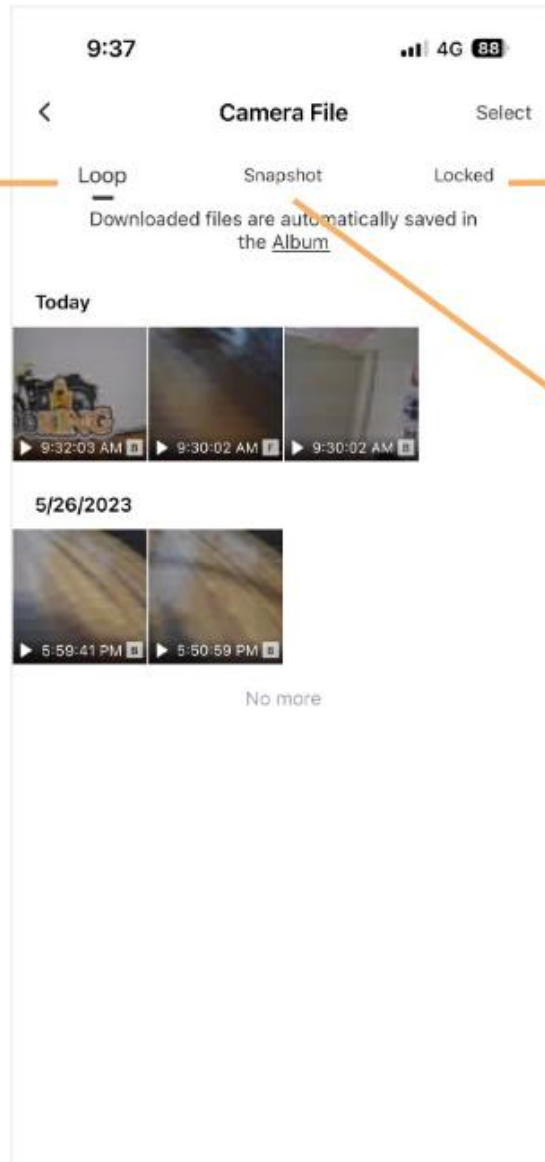 9:37
4G 88
Camera File
Select
Loop
Snapshot
Locked
Downloaded files are automatically saved in
the Album
Today
KING
9:32:03 AM B
9:30:02 AM F
9:30:02 AM B
5/26/2023
5:59:41 PM B
5:50:59 PM B
No more